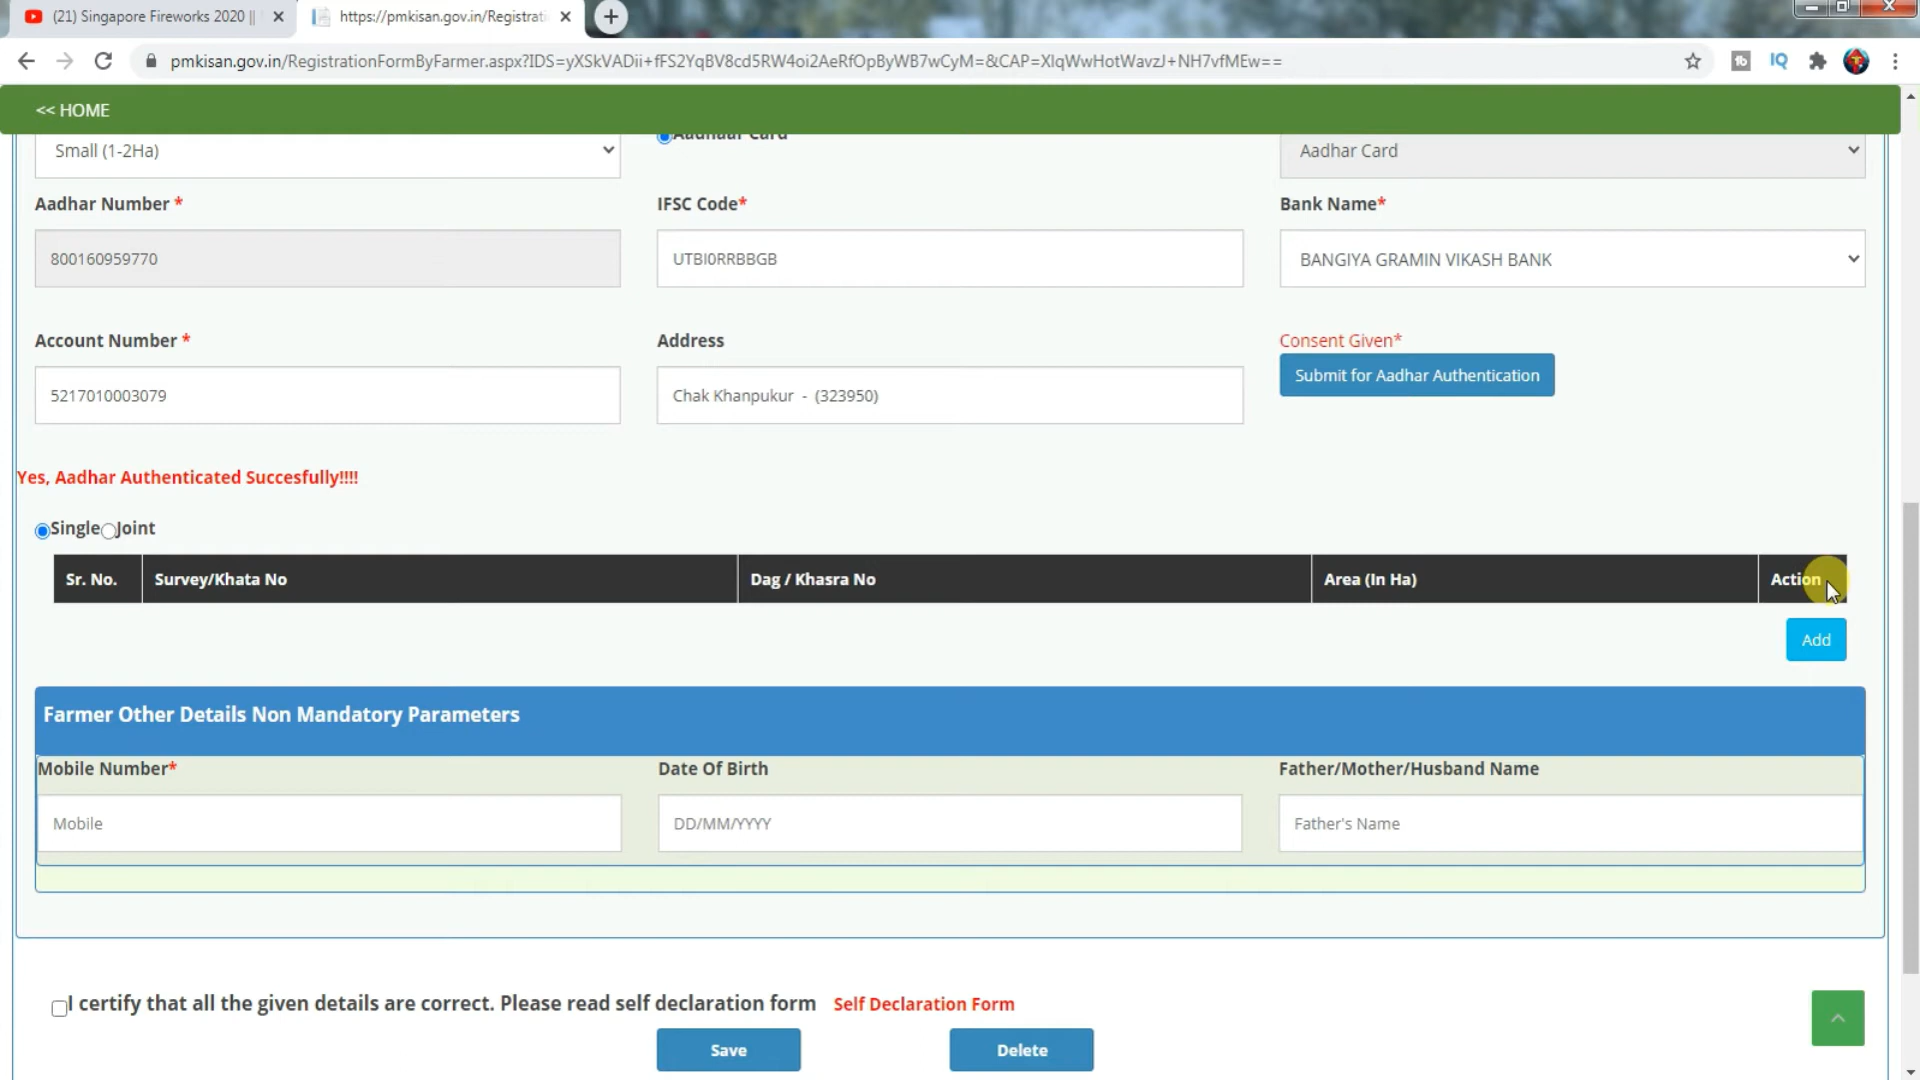 (21) Singapore Fireworks 2020 ||
https://pmkisan.gov.in/Registrati
pmkisan.gov.in/RegistrationFormByFarmer.aspx?IDS=yXSkVADii+fFS2YqBV8cd5RW4oi2AeRfOpByWB7wCyM=&CAP=XIqWwHotWavzJ+NH7vfMEw==
<< HOME
Small (1-2Ha)
Aadhaar Card
Aadhar Card
Aadhar Number *
IFSC Code*
Bank Name*
800160959770
UTBI0RRBBGB
BANGIYA GRAMIN VIKASH BANK
Account Number *
Address
Consent Given*
Submit for Aadhar Authentication
5217010003079
Chak Khanpukur - (323950)
Yes, Aadhar Authenticated Succesfully!!!!
Single Joint
Sr. No. Survey/Khata No Dag / Khasra No Area (In Ha) Action
Add
Farmer Other Details Non Mandatory Parameters
Mobile Number*
Date Of Birth
Father/Mother/Husband Name
Mobile
DD/MM/YYYY
Father's Name
I certify that all the given details are correct. Please read self declaration form Self Declaration Form
Save
Delete